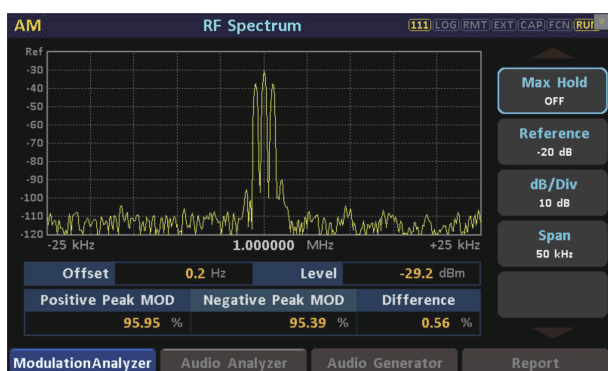 AM RF Spectrum 111 LOG RMT EXT CAP FCN RUN
Ref
-30
-40
-50
-60
-70
-80
-90
-100
-110
-120
-25 kHz 1.000000 MHz +25 kHz
Offset 0.2 Hz Level -29.2 dBm
Positive Peak MOD Negative Peak MOD Difference
95.95 % 95.39 % 0.56 %
Max Hold
OFF
Reference
-20 dB
dB/Div
10 dB
Span
50 kHz
ModulationAnalyzer Audio Analyzer Audio Generator Report